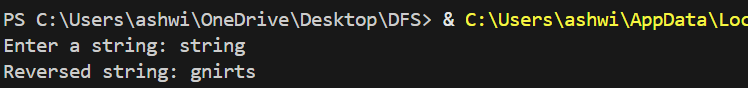 PS C:\Users\ashwi\OneDrive\Desktop\DFS> & C:\Users\ashwi\AppData\Loc
Enter a string: string
Reversed string: gnirts